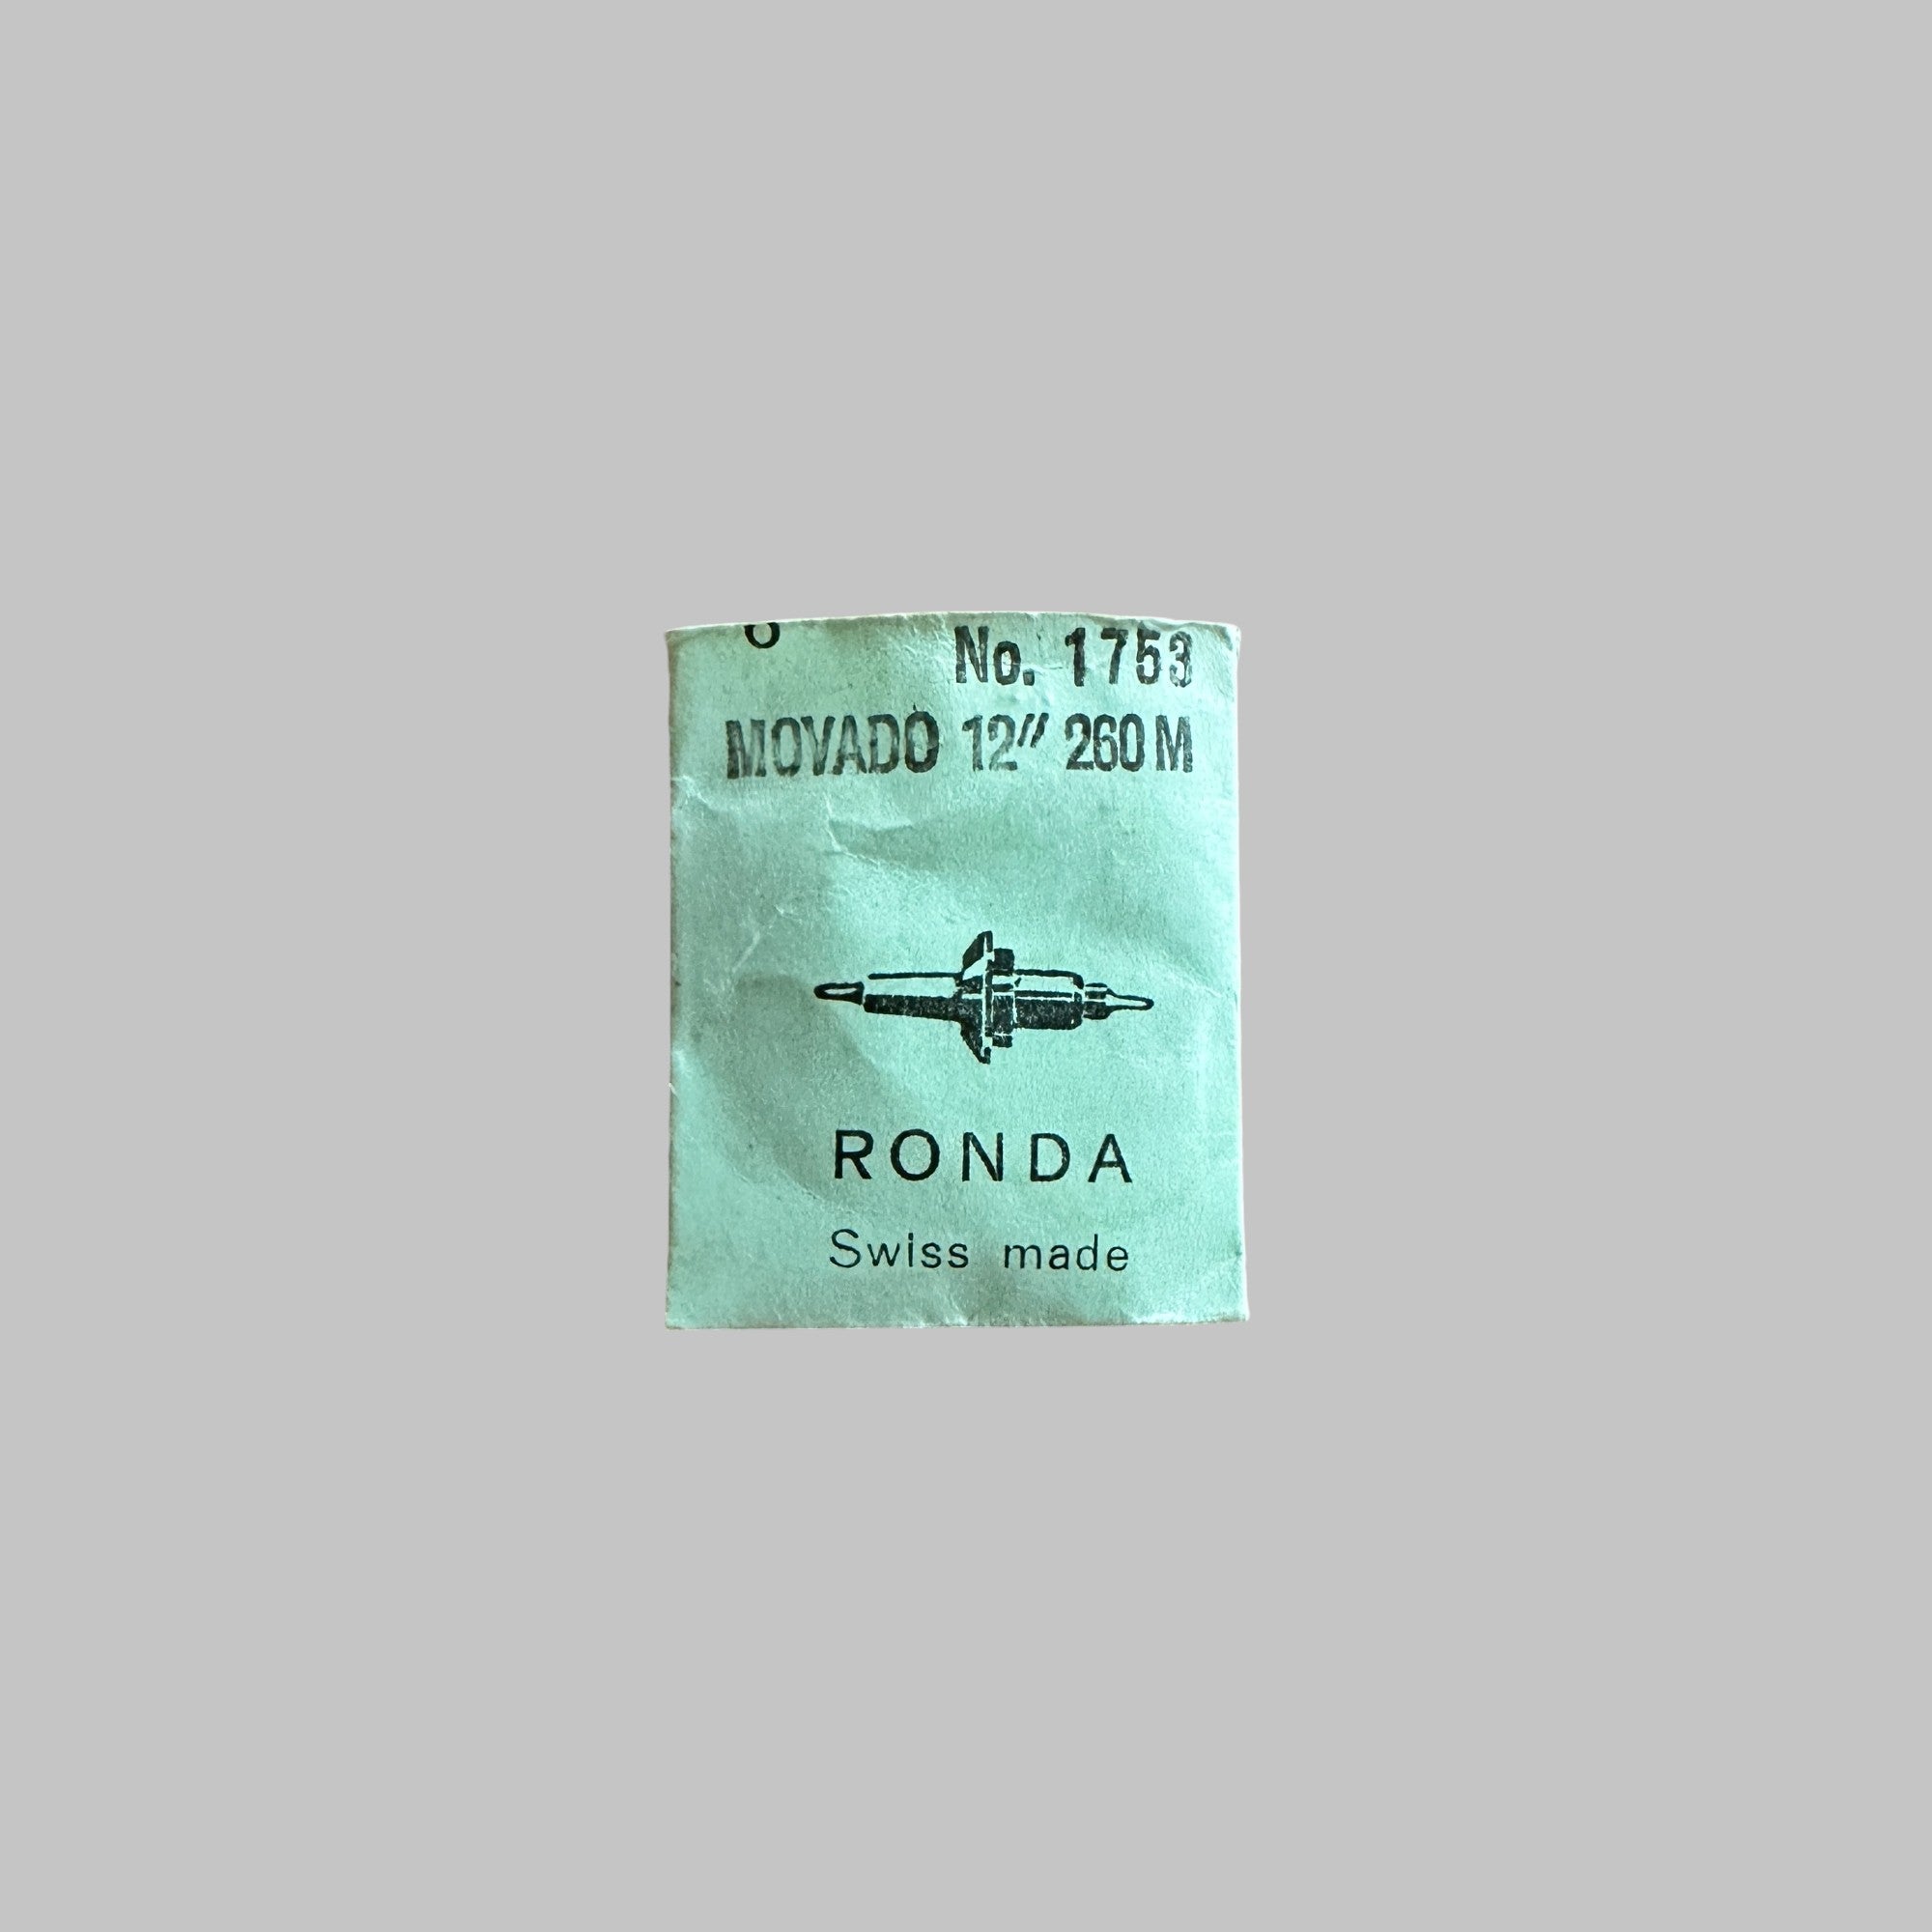 No. 1753
MOVADO 12″ 260 M
RONDA
Swiss made